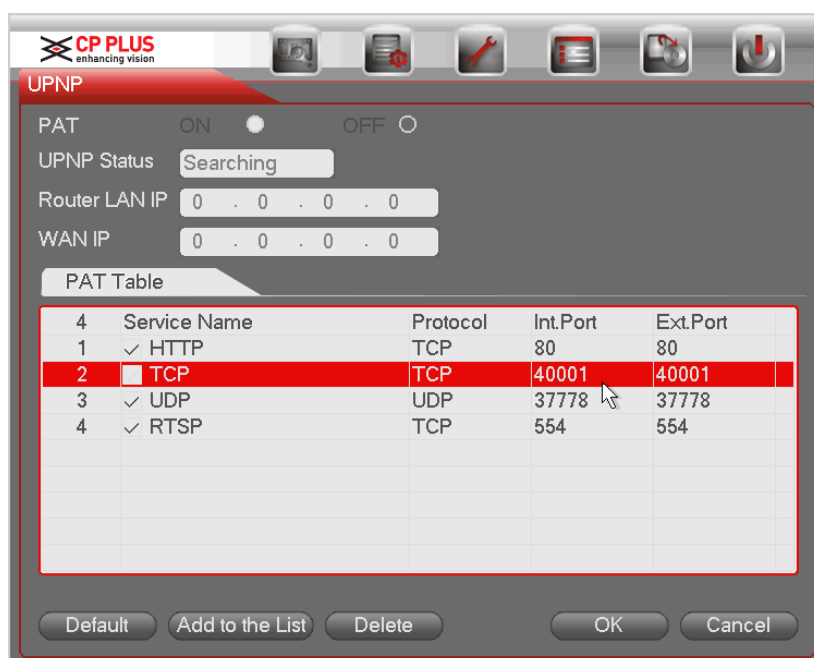 CP PLUS
enhancing vision
UPNP
PAT ON OFF
UPNP Status Searching
Router LAN IP 0 . 0 . 0 . 0
WAN IP 0 . 0 . 0 . 0
PAT Table
4 Service Name Protocol Int.Port Ext.Port
1 HTTP TCP 80 80
2 TCP TCP 40001 40001
3 UDP UDP 37778 37778
4 RTSP TCP 554 554
Default Add to the List Delete OK Cancel